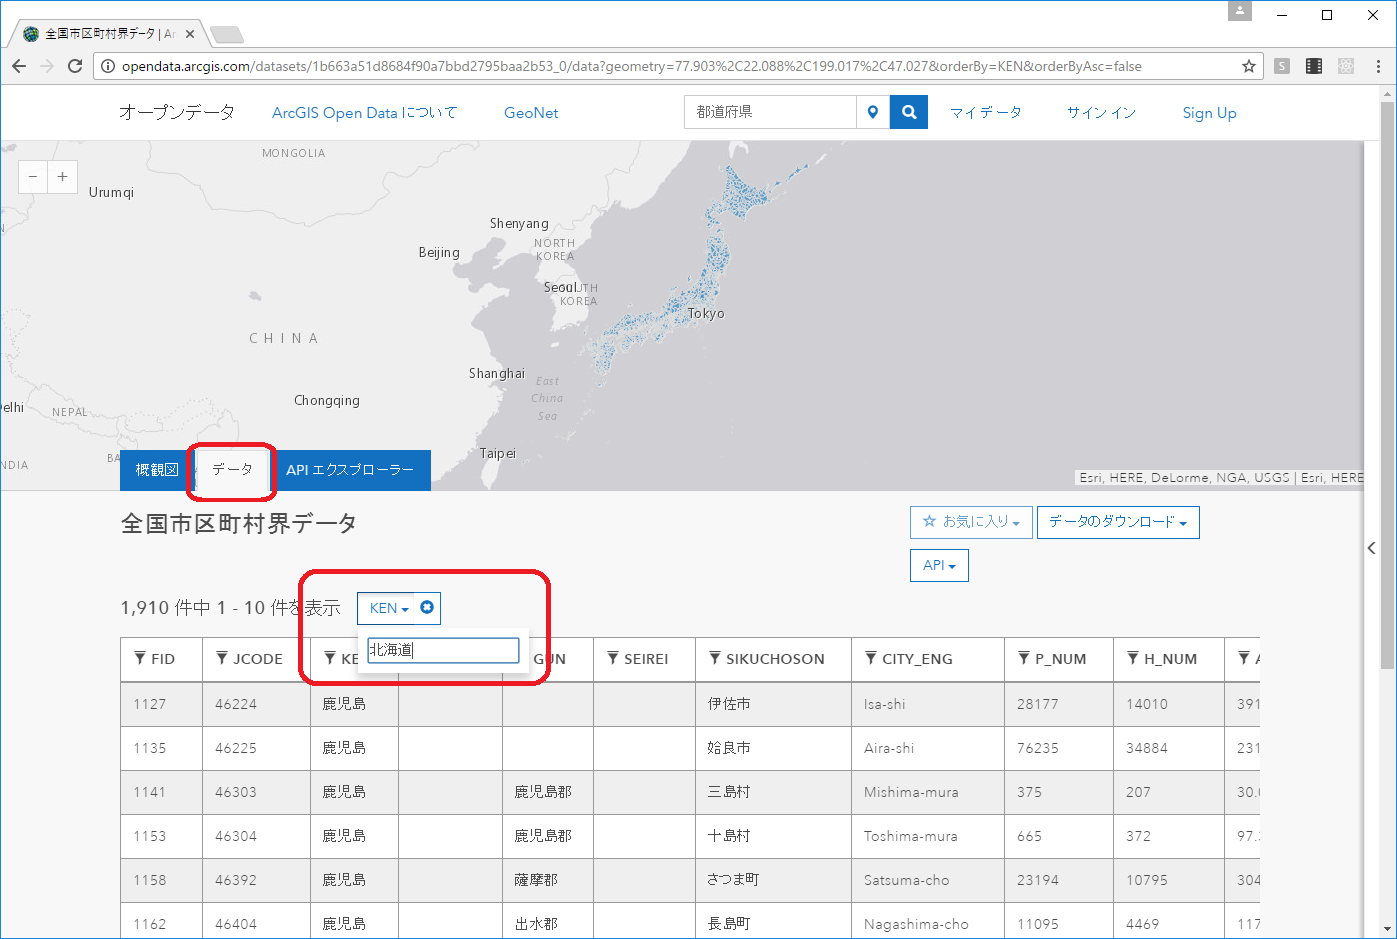 全国市区町村界データ | Ar
opendata.arcgis.com/datasets/1b663a51d8684f90a7bbd2795baa2b53_0/data?geometry=77.903%2C22.088%2C199.017%2C47.027&orderBy=KEN&orderByAsc=false
オープンデータ ArcGIS Open Data について GeoNet 都道府県 マイデータ サイン イン Sign Up
MONGOLIA
− +
Urumqi
Shenyang
NORTH
KOREA
Beijing
Seoul
SOUTH
KOREA
Tokyo
CHINA
Shanghai
East
China
Sea
Chongqing
elhi
NEPAL
Taipei
NDIA
BA
概観図 データ API エクスプローラー
Esri, HERE, DeLorme, NGA, USGS | Esri, HERE
全国市区町村界データ
お気に入り データのダウンロード
API
1,910 件中 1 - 10 件を表示 KEN
北海道
FID JCODE KE GUN SEIREI SIKUCHOSON CITY_ENG P_NUM H_NUM A
1127 46224 鹿児島 伊佐市 Isa-shi 28177 14010 391
1135 46225 鹿児島 姶良市 Aira-shi 76235 34884 231
1141 46303 鹿児島 鹿児島郡 三島村 Mishima-mura 375 207 30.
1153 46304 鹿児島 鹿児島郡 十島村 Toshima-mura 665 372 97.
1158 46392 鹿児島 薩摩郡 さつま町 Satsuma-cho 23194 10795 304
1162 46404 鹿児島 出水郡 長島町 Nagashima-cho 11095 4469 117